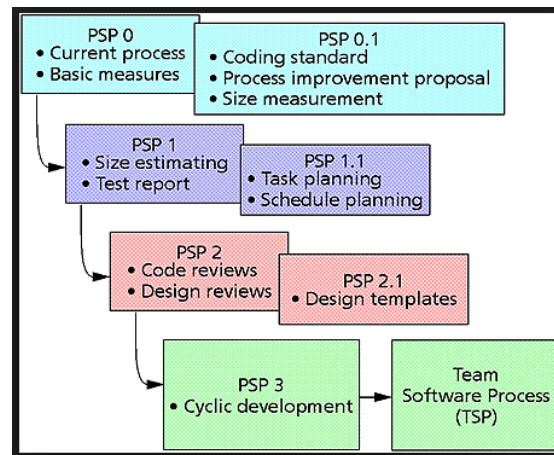 PSP 0
• Current process
• Basic measures
PSP 0.1
• Coding standard
• Process improvement proposal
• Size measurement
PSP 1
• Size estimating
• Test report
PSP 1.1
• Task planning
• Schedule planning
PSP 2
• Code reviews
• Design reviews
PSP 2.1
• Design templates
PSP 3
• Cyclic development
Team
Software Process
(TSP)